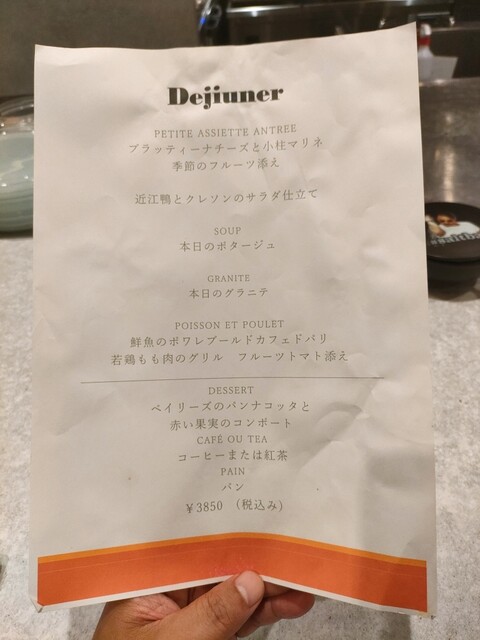 Dejiuner
PETITE ASSIETTE ANTREE
ブラッティーナチーズと小柱マリネ
季節のフルーツ添え
近江鴨とクレソンのサラダ仕立て
SOUP
本日のポタージュ
GRANITE
本日のグラニテ
POISSON ET POULET
鮮魚のポワレブールドカフェドパリ
若鶏もも肉のグリル　フルーツトマト添え
DESSERT
ベイリーズのパンナコッタと
赤い果実のコンポート
CAFÉ OU TEA
コーヒーまたは紅茶
PAIN
パン
¥3850 （税込み）